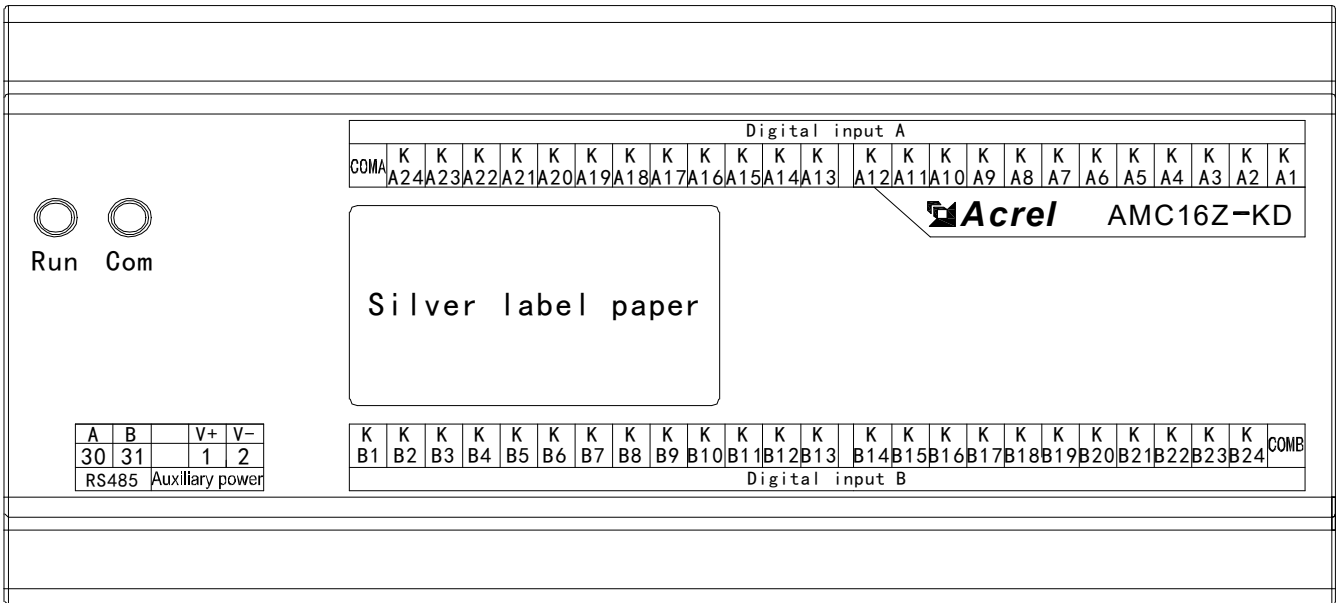 Digital input A
COMA K A24 K A23 K A22 K A21 K A20 K A19 K A18 K A17 K A16 K A15 K A14 K A13 K A12 K A11 K A10 K A9 K A8 K A7 K A6 K A5 K A4 K A3 K A2 K A1
Acrel AMC16Z-KD
Run Com
Silver label paper
A B V+ V-
30 31 1 2
RS485 Auxiliary power
K B1 K B2 K B3 K B4 K B5 K B6 K B7 K B8 K B9 K B10 K B11 K B12 K B13 K B14 K B15 K B16 K B17 K B18 K B19 K B20 K B21 K B22 K B23 K B24 COMB
Digital input B